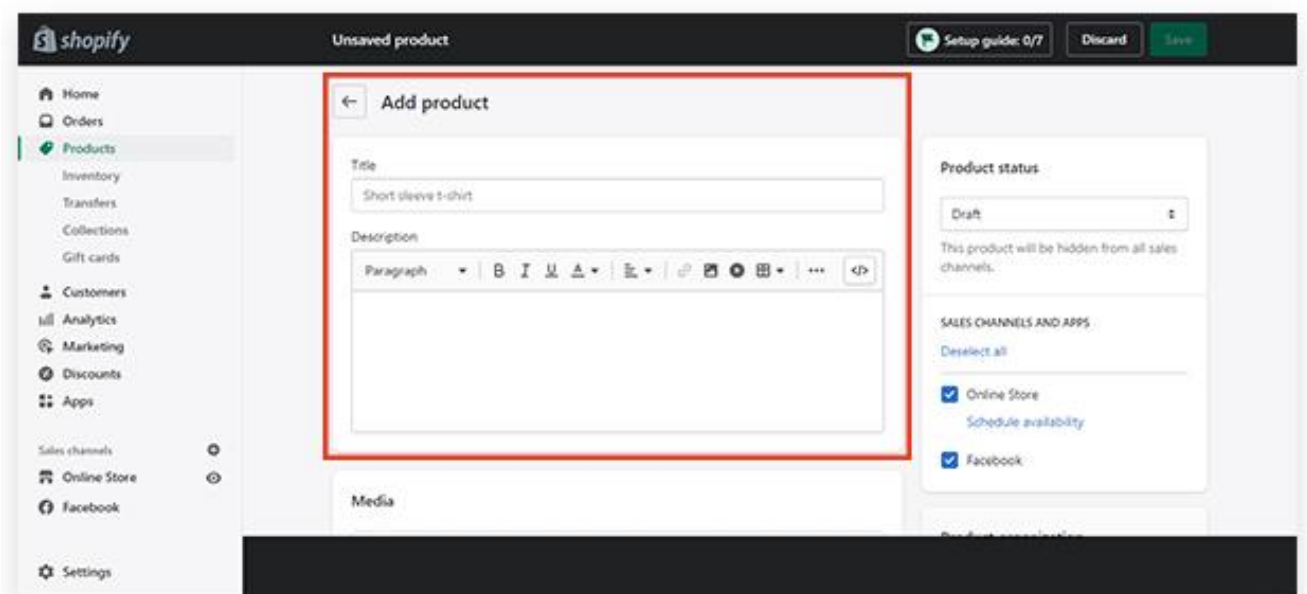 shopify
Unsaved product
Setup guide: 0/7
Discard
Save
Home
Orders
Products
Inventory
Transfers
Collections
Gift cards
Customers
Analytics
Marketing
Discounts
Apps
Sales channels
Online Store
Facebook
Settings
Add product
Title
Short sleeve t-shirt
Description
Paragraph B I U A
Media
Product status
Draft
This product will be hidden from all sales
channels.
SALES CHANNELS AND APPS
Deselect all
Online Store
Schedule availability
Facebook
Product organization